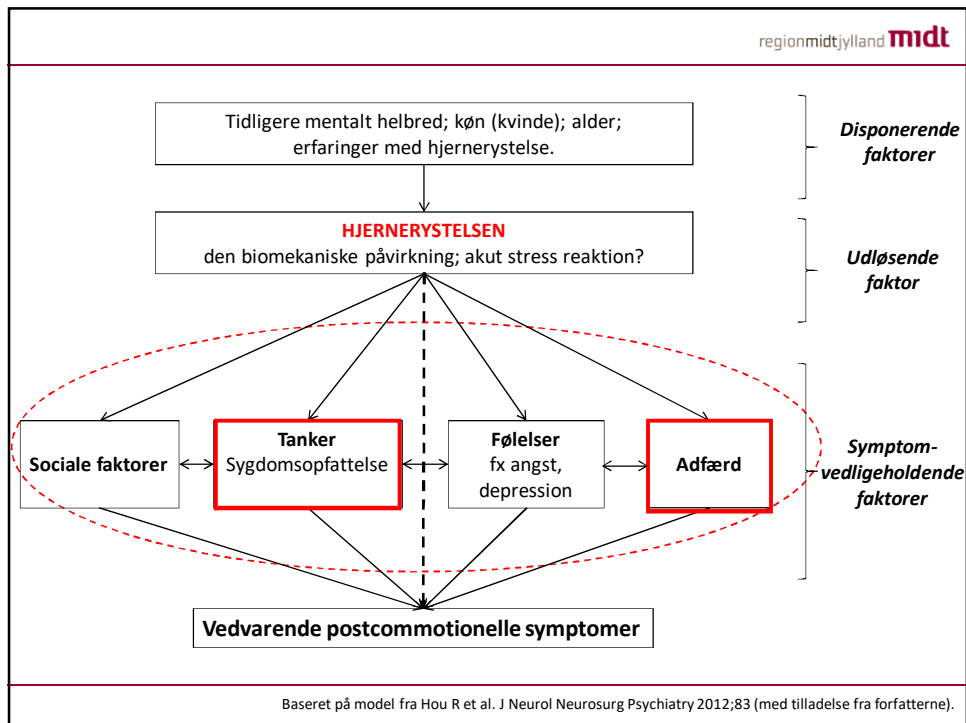 regionmidtjylland midt
Tidligere mentalt helbred; køn (kvinde); alder;
erfaringer med hjernerystelse.
Disponerende
faktorer
HJERNERYSTELSEN
den biomekaniske påvirkning; akut stress reaktion?
Udløsende
faktor
Sociale faktorer
Tanker
Sygdomsopfattelse
Følelser
fx angst,
depression
Adfærd
Symptom-
vedligeholdende
faktorer
Vedvarende postcommotionelle symptomer
Baseret på model fra Hou R et al. J Neurol Neurosurg Psychiatry 2012;83 (med tilladelse fra forfatterne).